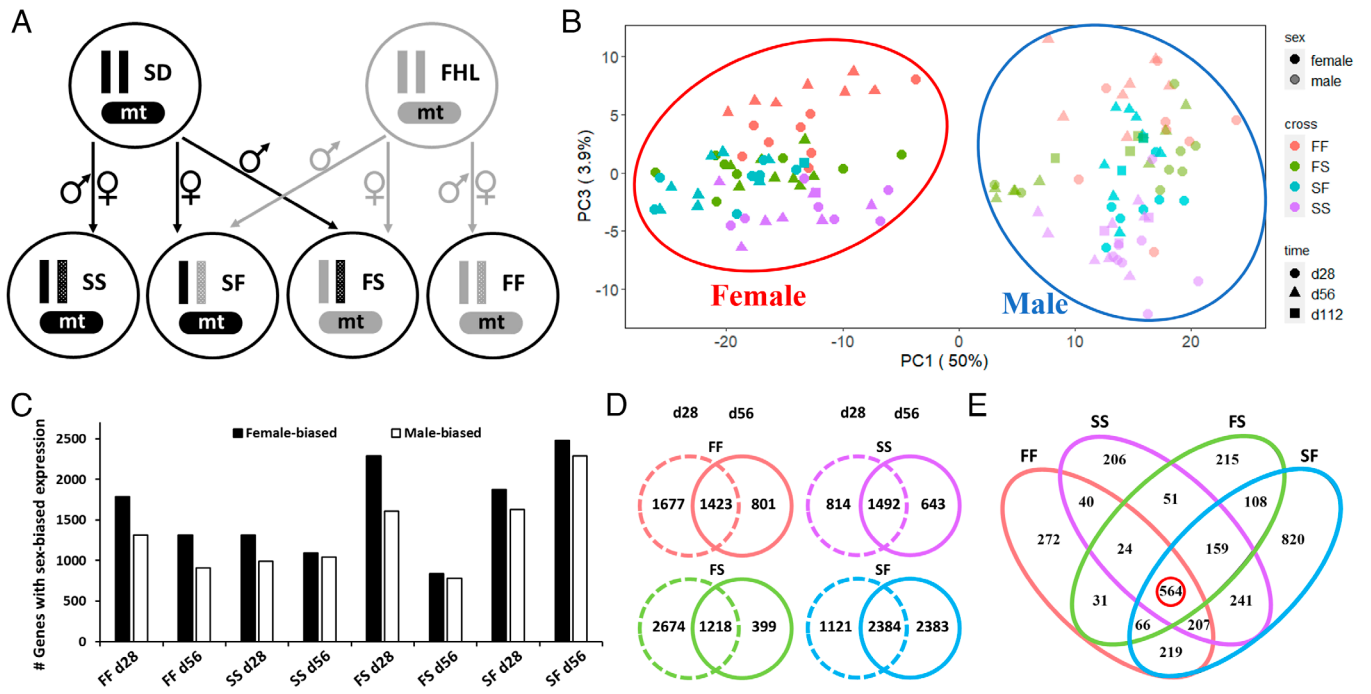 A
SD
mt
FHL
mt
♂ ♀ ♀ ♂ ♂ ♀ ♂ ♀
SS
mt
SF
mt
FS
mt
FF
mt
B
PC3 ( 3.9%)
10
5
0
-5
-10
Female
Male
-20
-10
0
10
20
PC1 ( 50%)
sex
female
male
cross
FF
FS
SF
SS
time
d28
d56
d112
C
# Genes with sex-biased expression
Female-biased
Male-biased
2500
2000
1500
1000
500
0
FF d28
FF d56
SS d28
SS d56
FS d28
FS d56
SF d28
SF d56
D
d28 d56
d28 d56
FF
1677 1423 801
SS
814 1492 643
FS
2674 1218 399
SF
1121 2384 2383
E
FF
SS
FS
SF
206
215
40
51
108
272
24
159
820
564
31
241
66
207
219